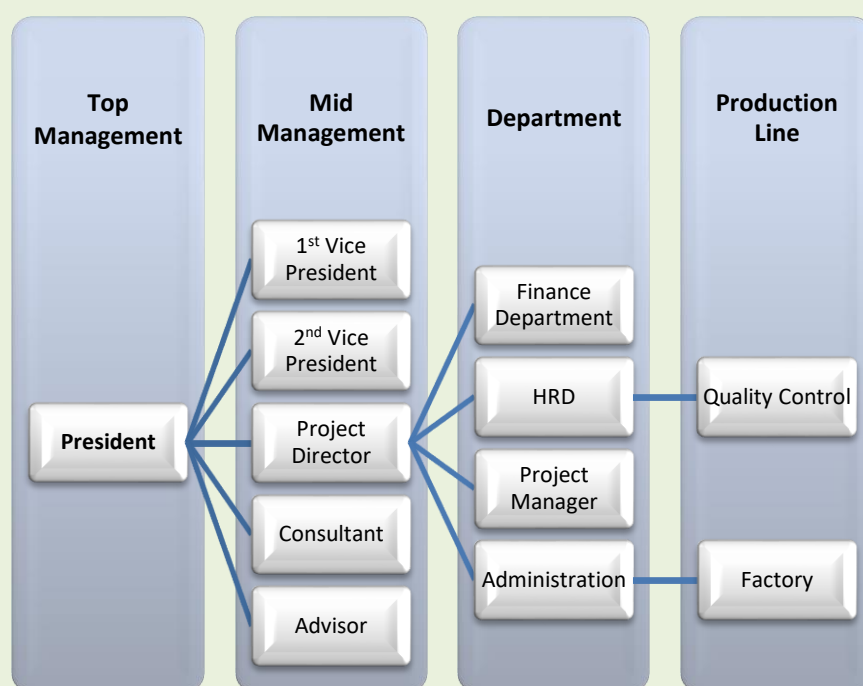 Top
Management
Mid
Management
Department
Production
Line
President
1st Vice
President
2nd Vice
President
Project
Director
Consultant
Advisor
Finance
Department
HRD
Project
Manager
Administration
Quality Control
Factory